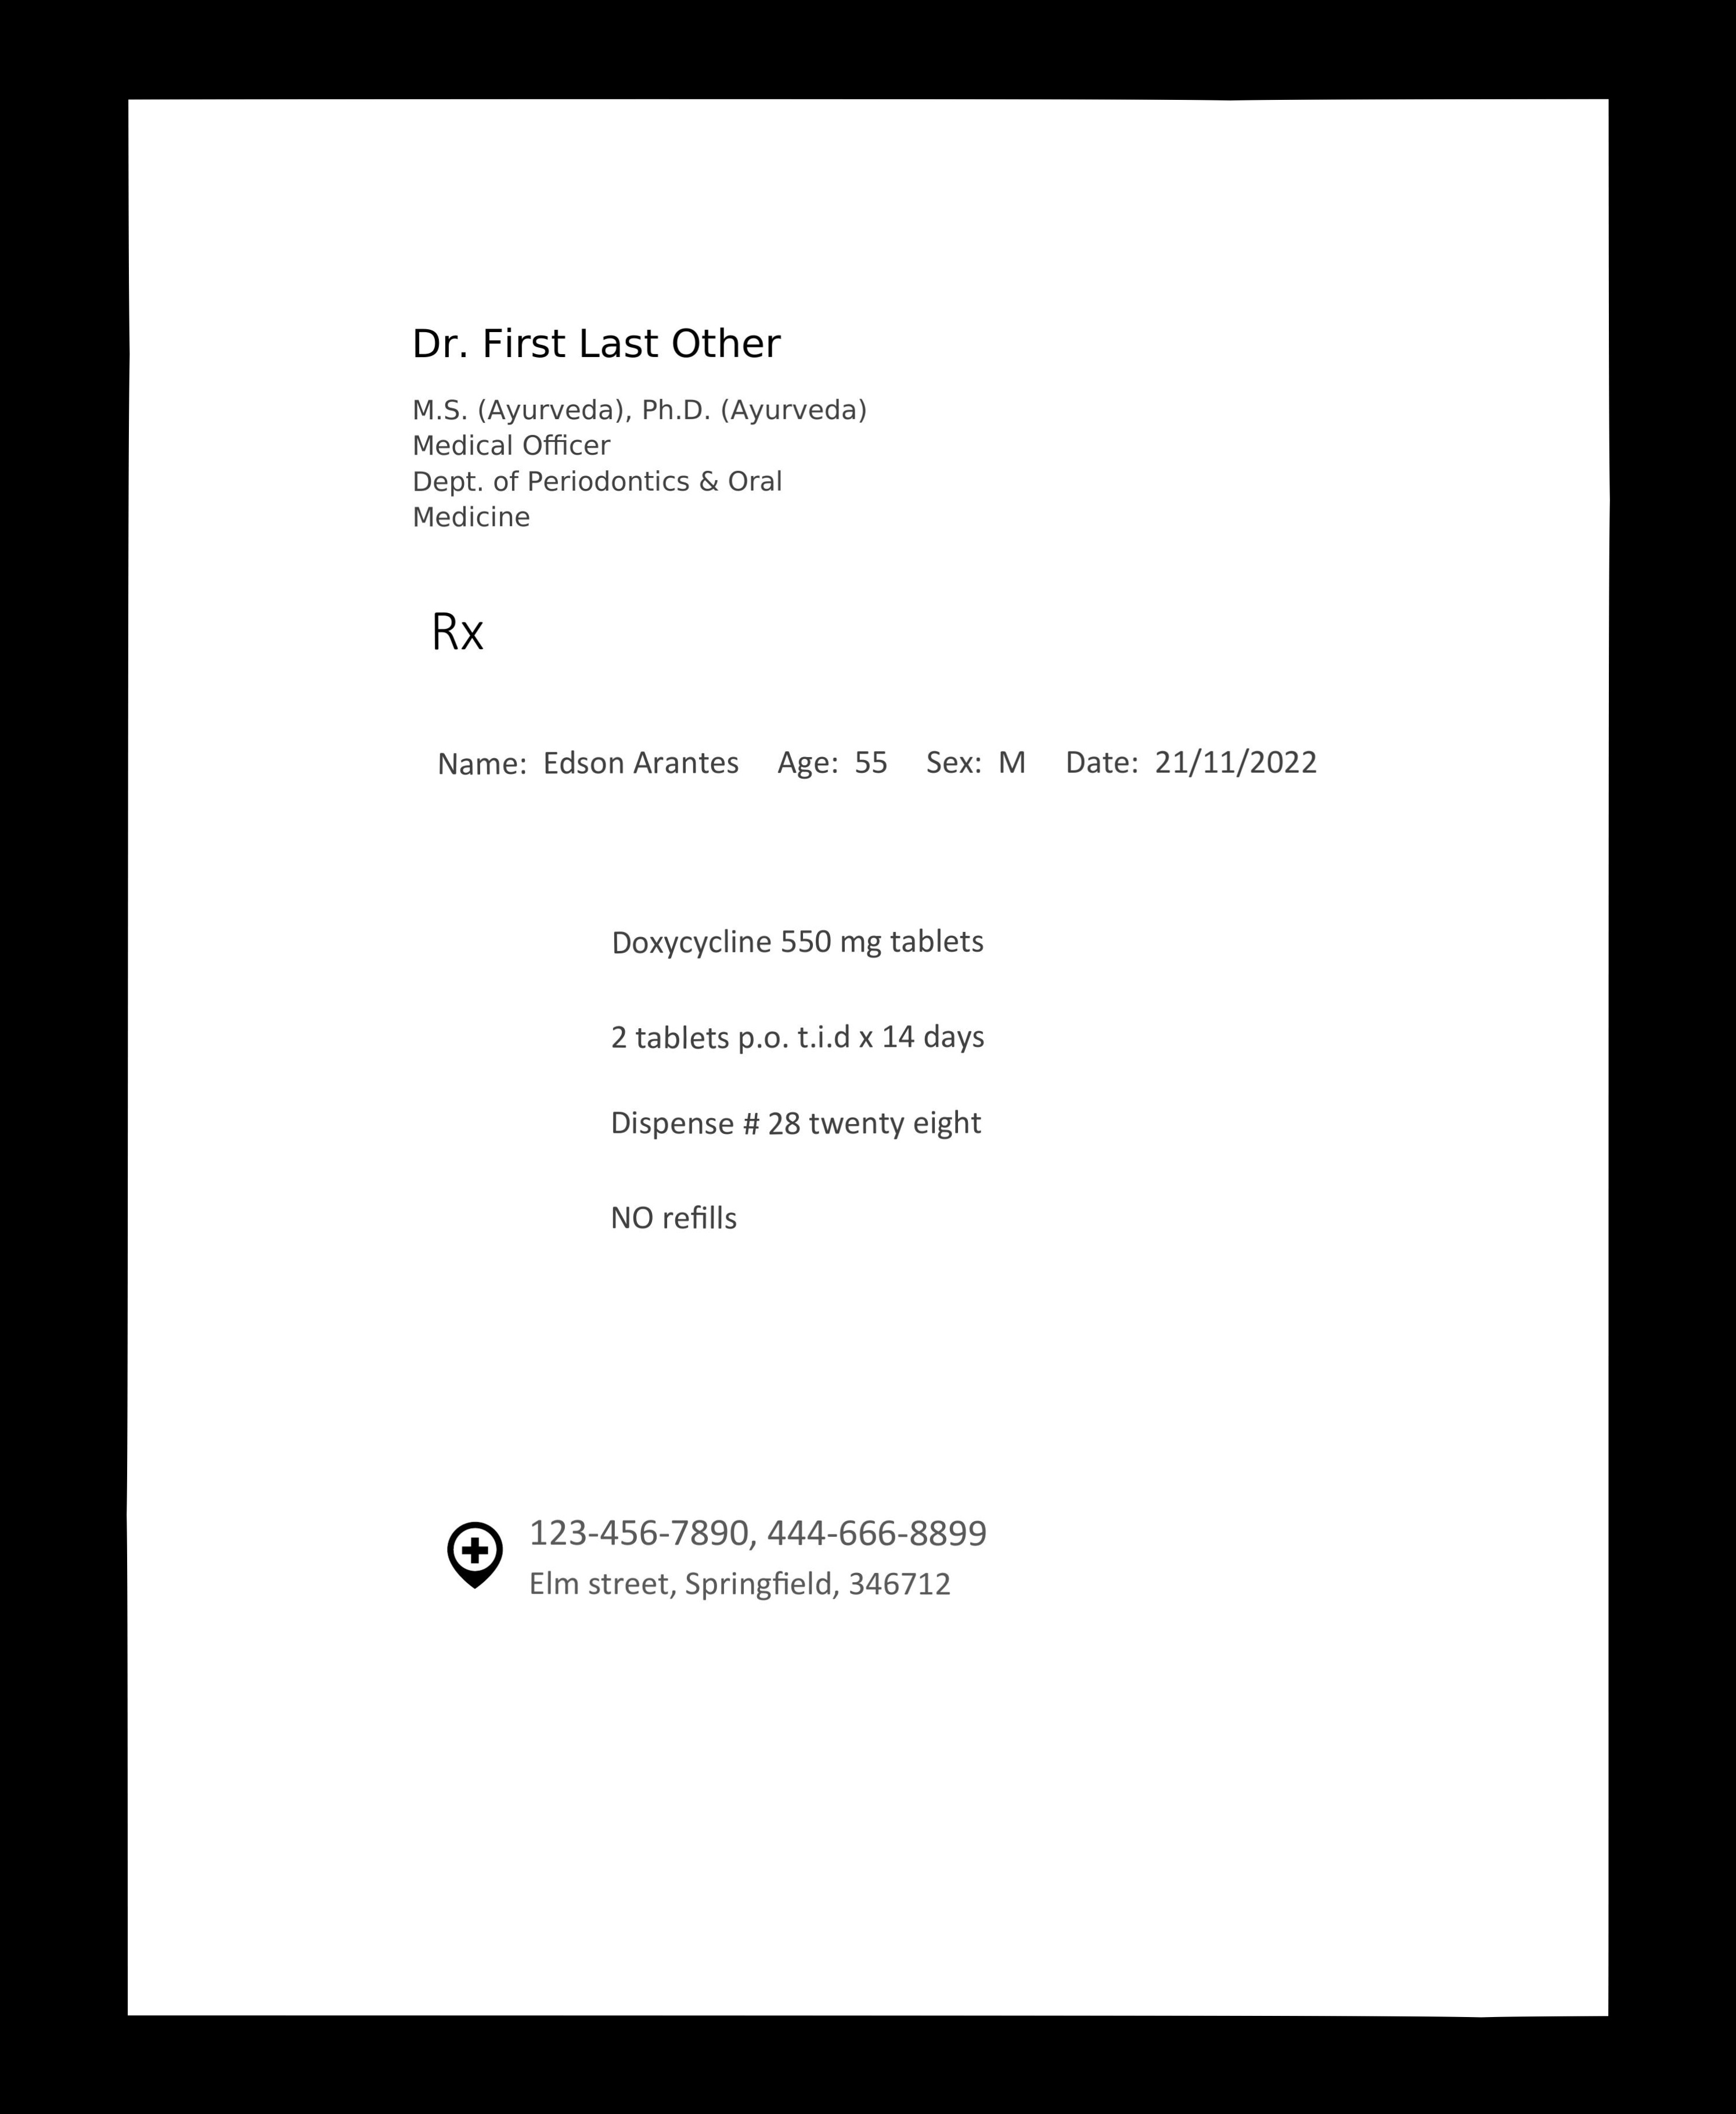 Dr. First Last Other
M.S. (Ayurveda), Ph.D. (Ayurveda)
Medical Officer
Dept. of Periodontics & Oral
Medicine
Rx
Name: Edson Arantes Age: 55 Sex: M Date: 21/11/2022
Doxycycline 550 mg tablets
2 tablets p.o. t.i.d x 14 days
Dispense # 28 twenty eight
NO refills
123-456-7890, 444-666-8899
Elm street, Springfield, 346712